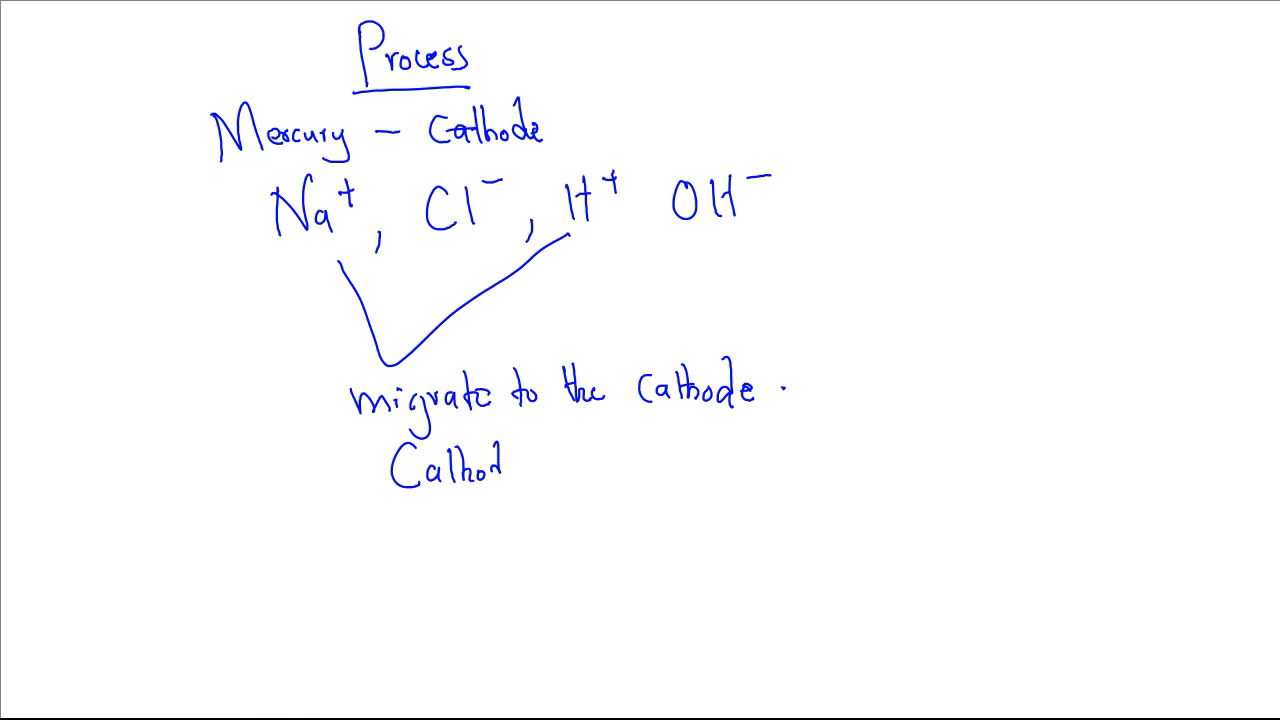 Process
Mercury - Cathode
Na⁺, Cl⁻, H⁺ OH⁻
migrate to the cathode.
Cathod